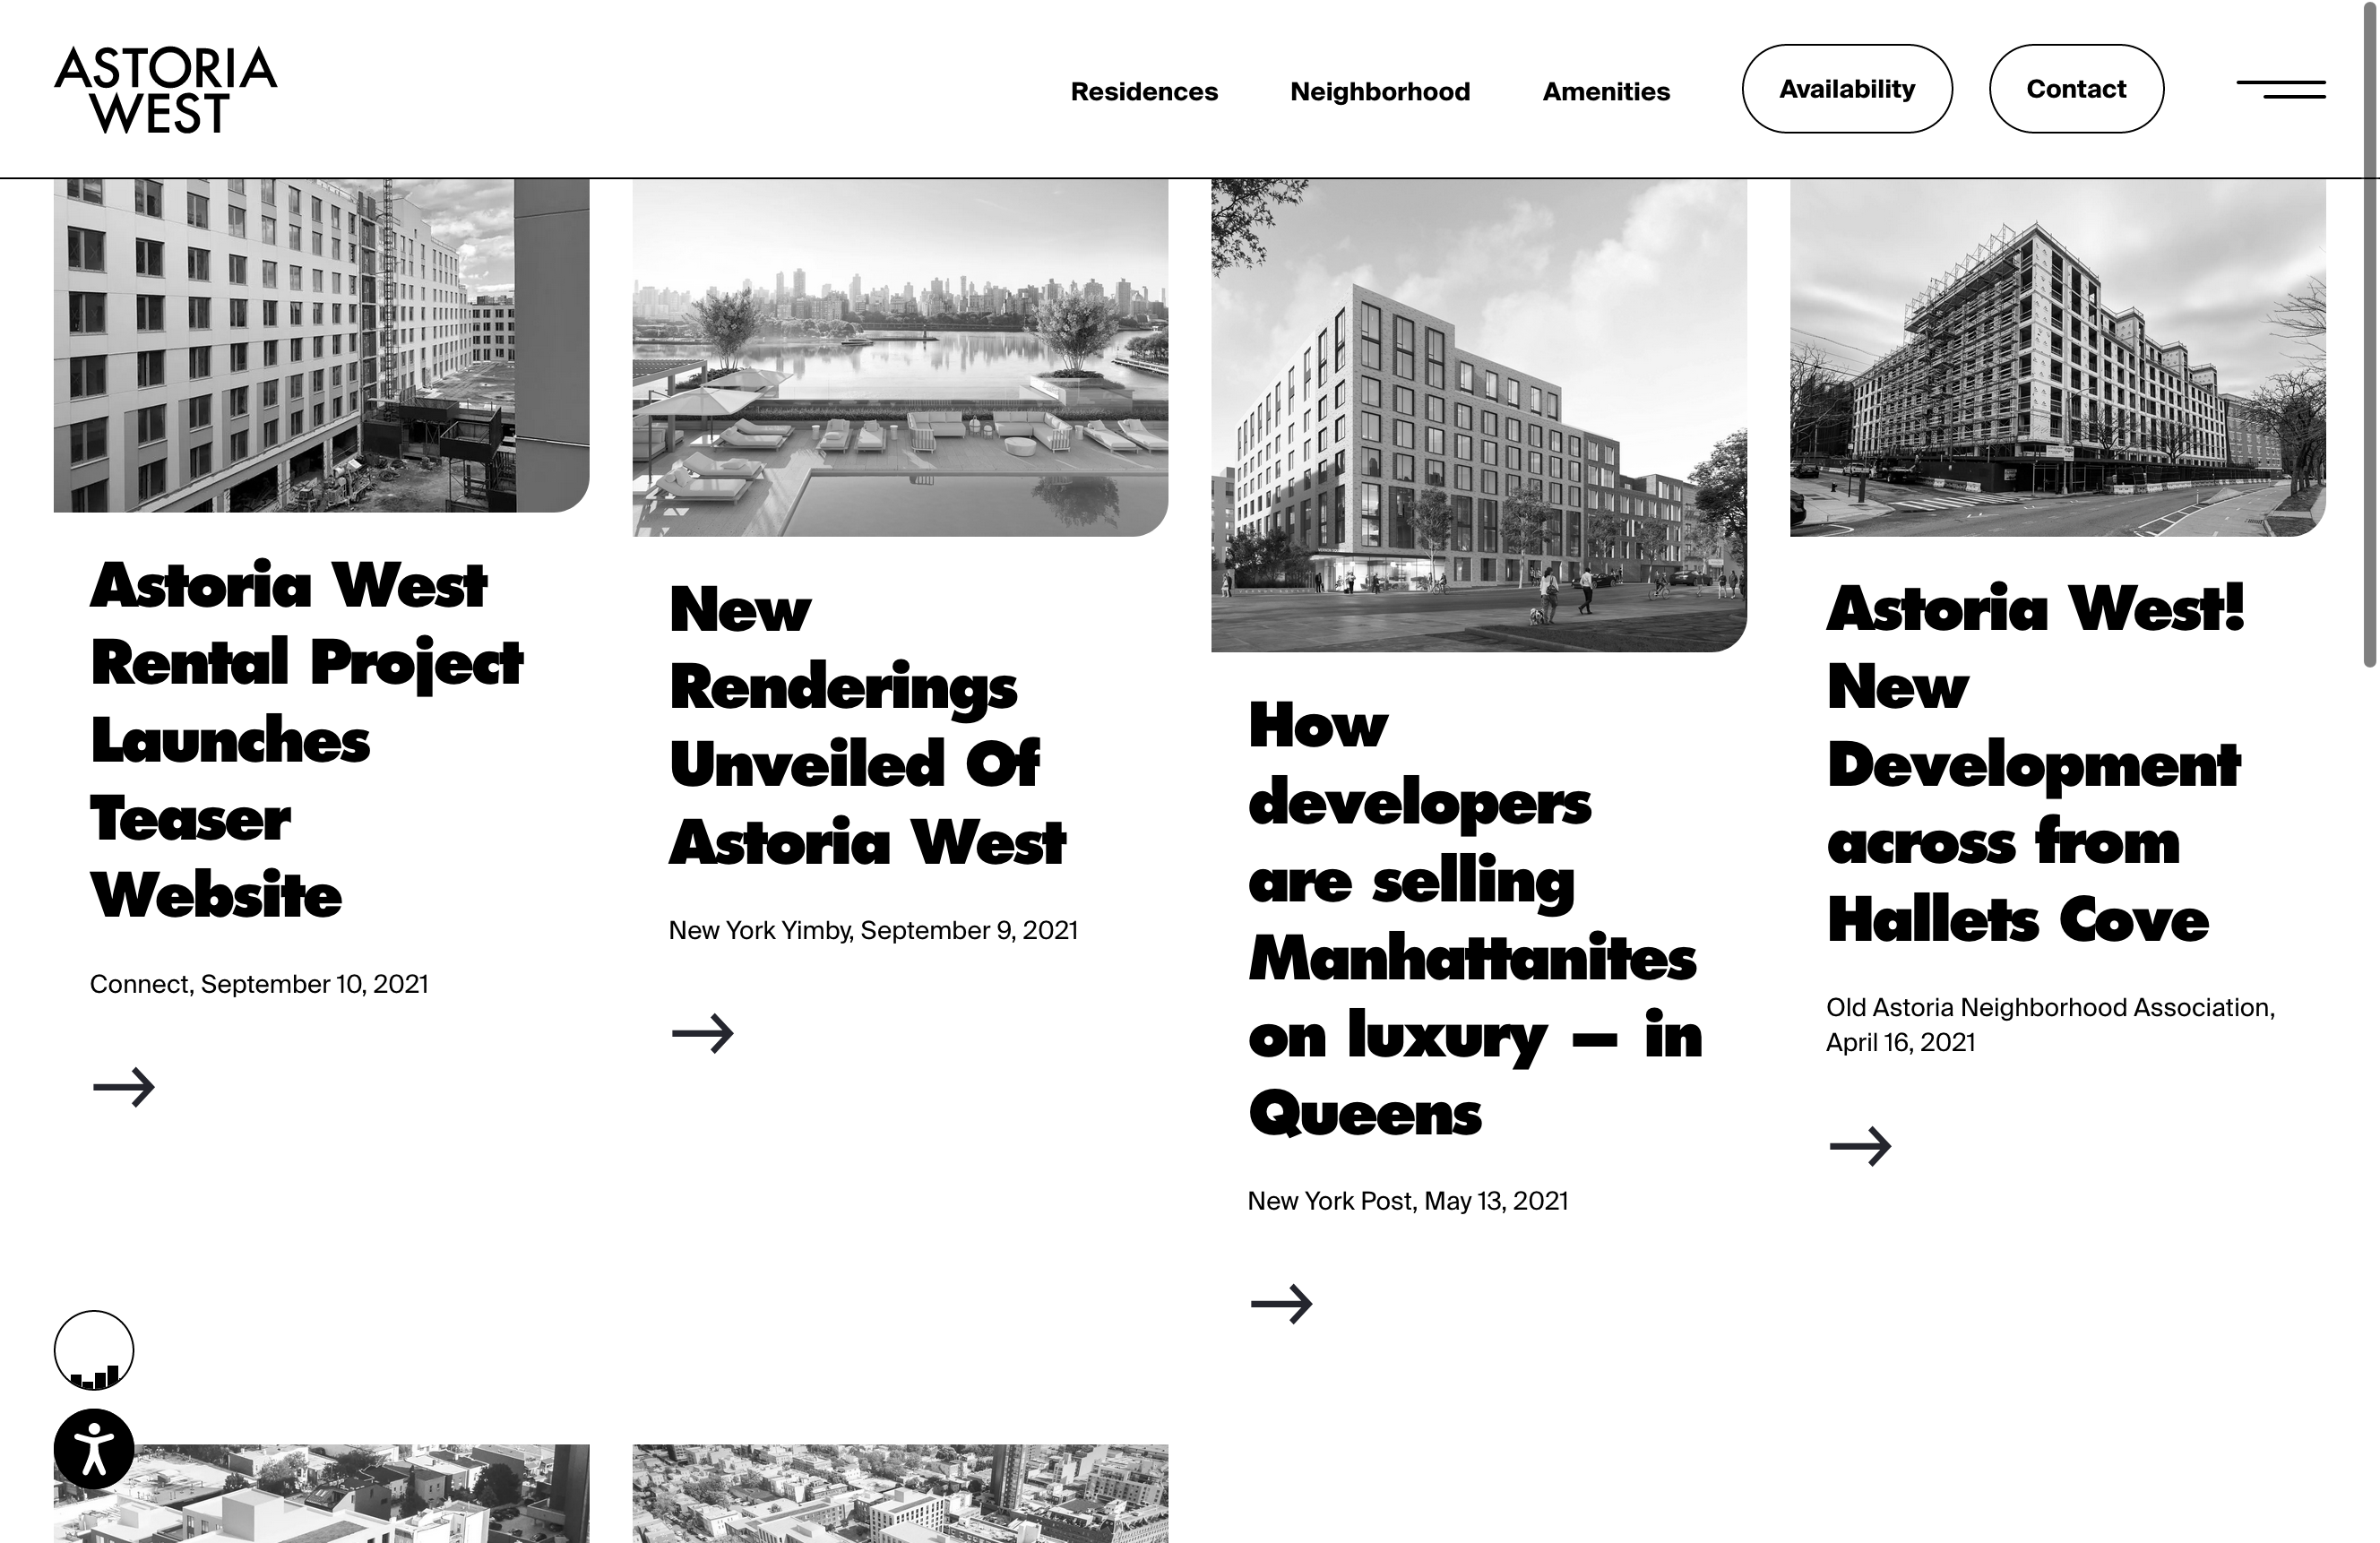 ASTORIA
WEST
Residences
Neighborhood
Amenities
Availability
Contact
Astoria West
Rental Project
Launches
Teaser
Website
Connect, September 10, 2021
New
Renderings
Unveiled Of
Astoria West
New York Yimby, September 9, 2021
How
developers
are selling
Manhattanites
on luxury — in
Queens
New York Post, May 13, 2021
Astoria West!
New
Development
across from
Hallets Cove
Old Astoria Neighborhood Association,
April 16, 2021